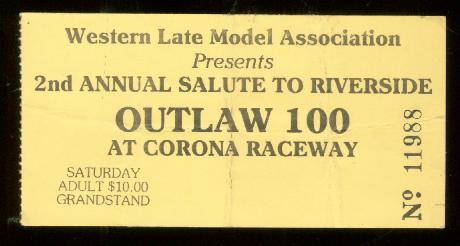 Western Late Model Association
Presents
2nd ANNUAL SALUTE TO RIVERSIDE
OUTLAW 100
AT CORONA RACEWAY
SATURDAY
ADULT $10.00
GRANDSTAND
Nº 11988